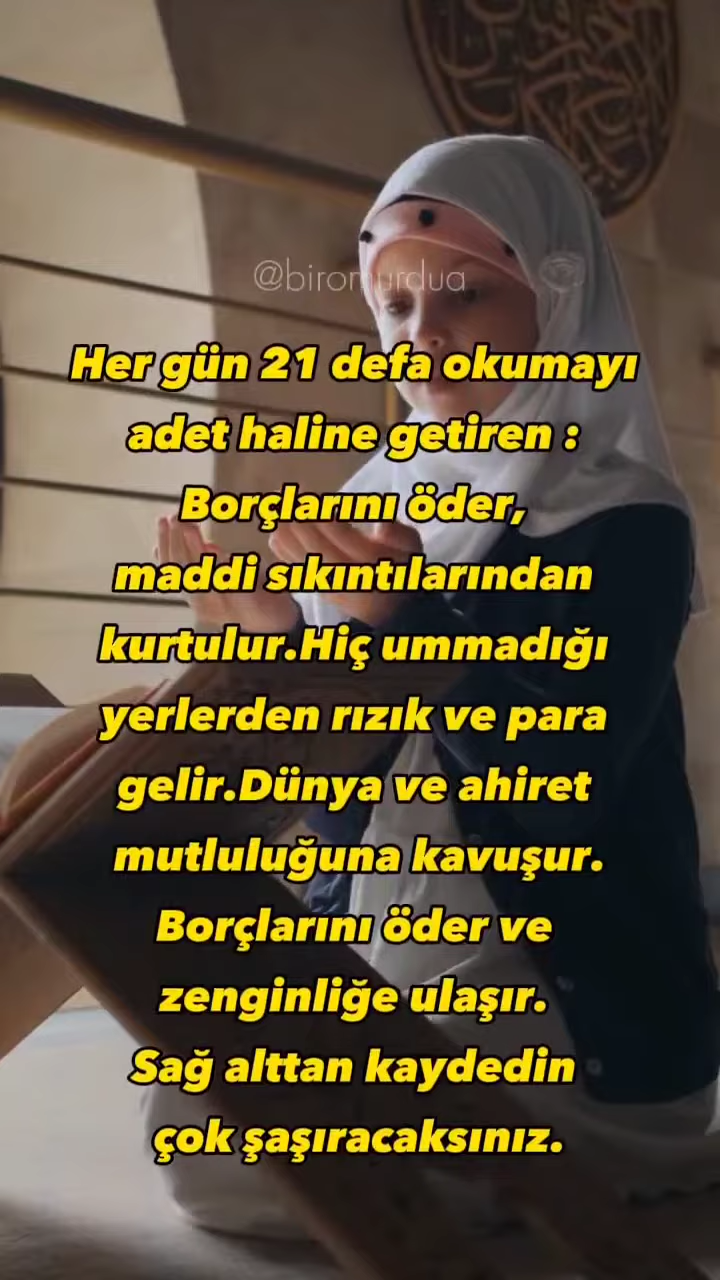 @biromurdua
Her gün 21 defa okumayı
adet haline getiren :
Borçlarını öder,
maddi sıkıntılarından
kurtulur.Hiç ummadığı
yerlerden rızık ve para
gelir.Dünya ve ahiret
mutluluğuna kavuşur.
Borçlarını öder ve
zenginliğe ulaşır.
Sağ alttan kaydedin
çok şaşıracaksınız.